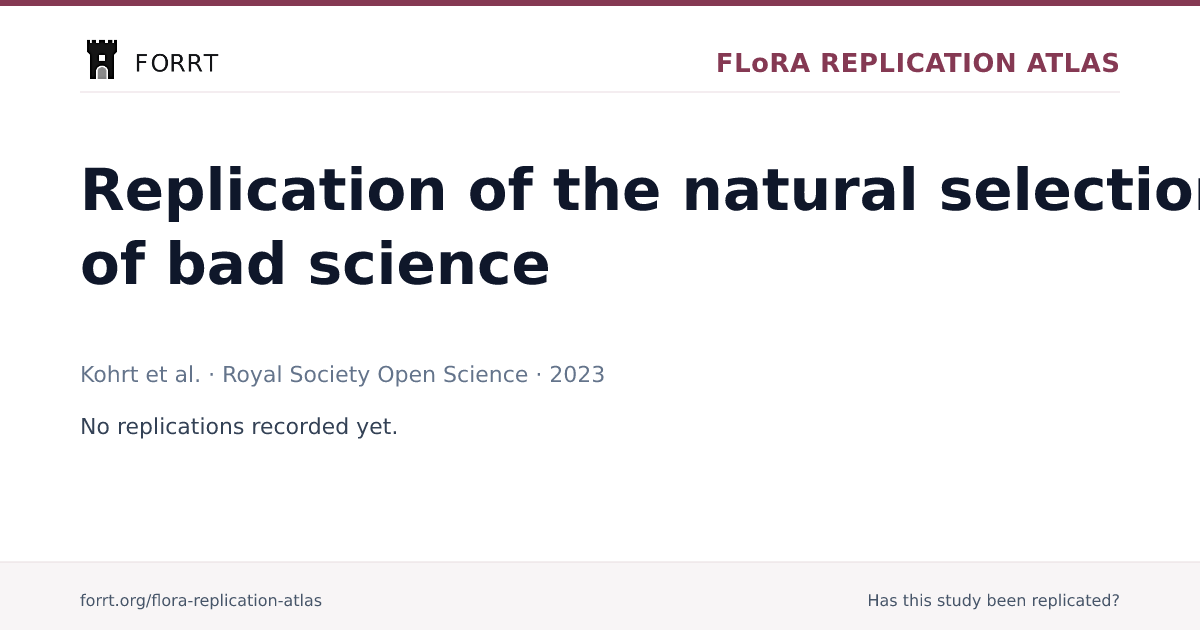 FORRT
FLoRA REPLICATION ATLAS
Replication of the natural selection
of bad science
Kohrt et al. · Royal Society Open Science · 2023
No replications recorded yet.
forrt.org/flora-replication-atlas
Has this study been replicated?